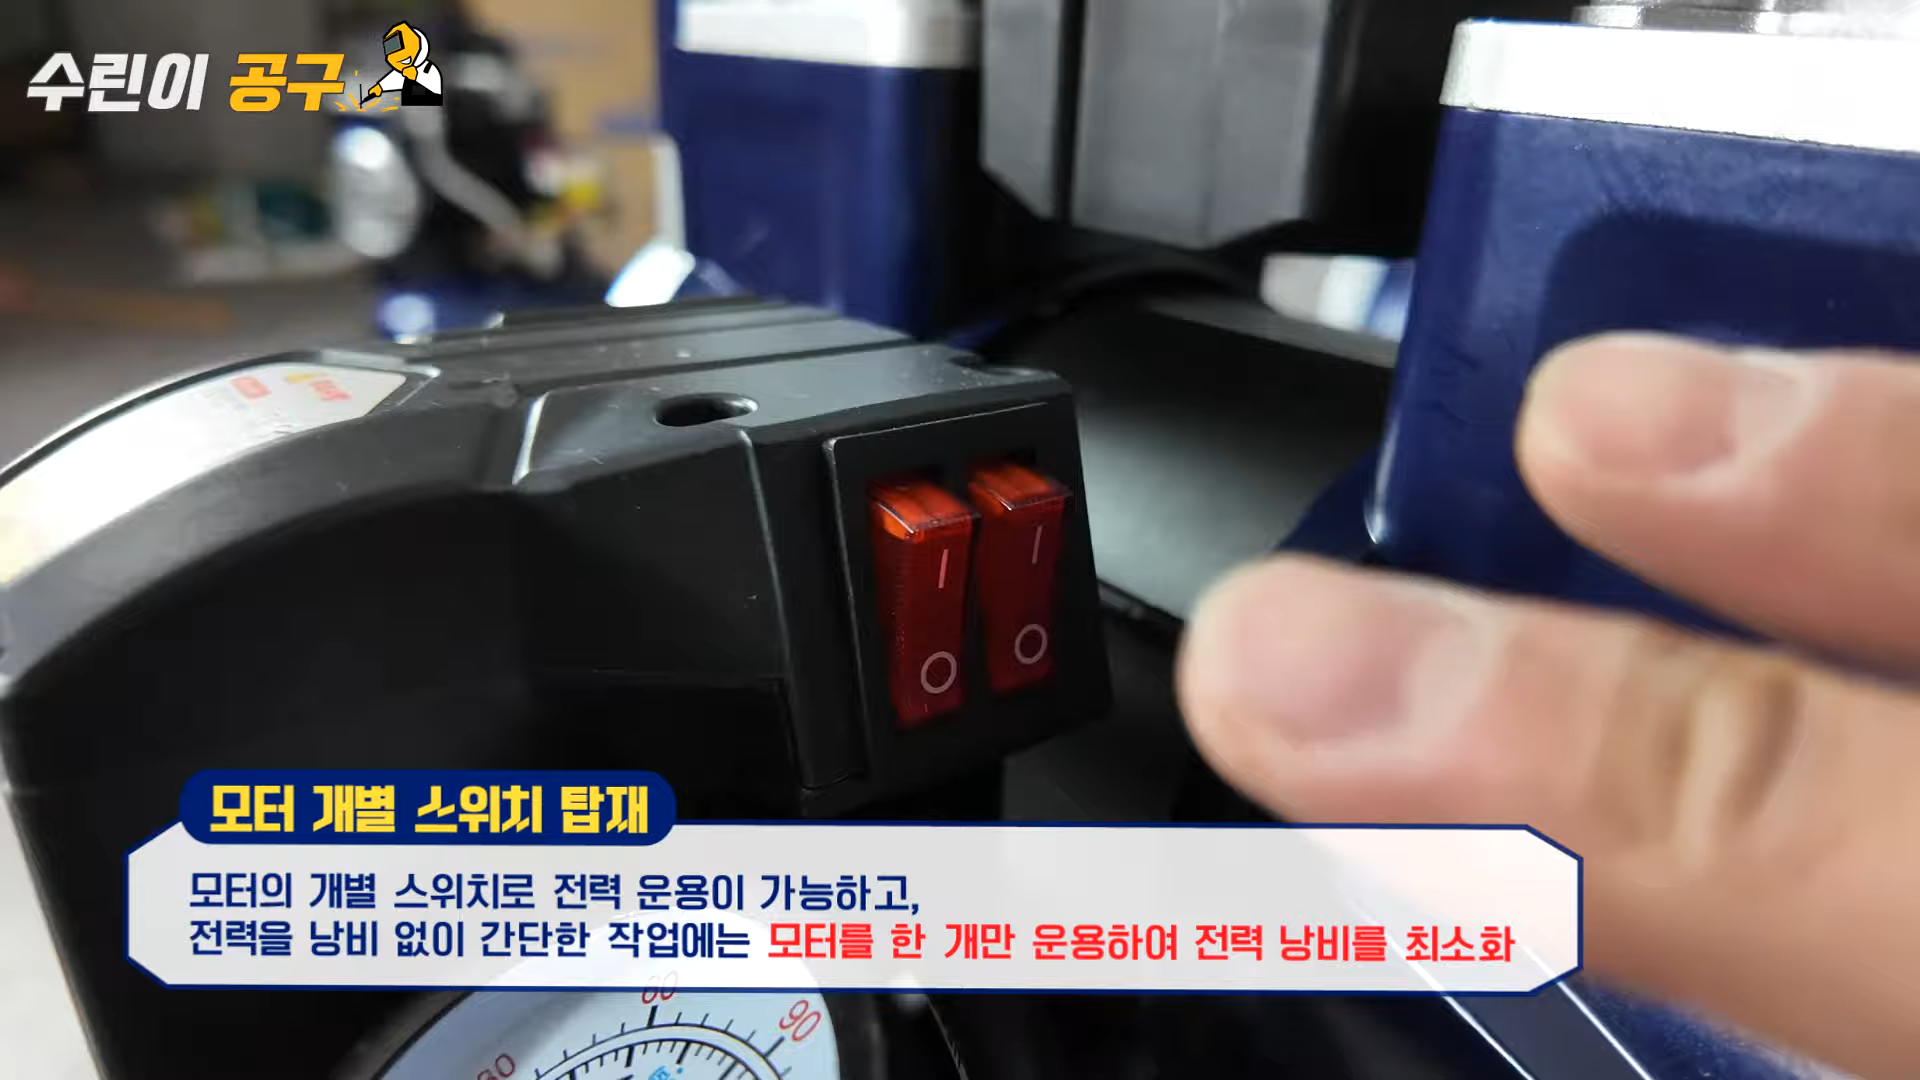 수린이 공구
모터 개별 스위치 탑재
모터의 개별 스위치로 전력 운용이 가능하고,
전력을 낭비 없이 간단한 작업에는 모터를 한 개만 운용하여 전력 낭비를 최소화
I I
O O
60
90
30